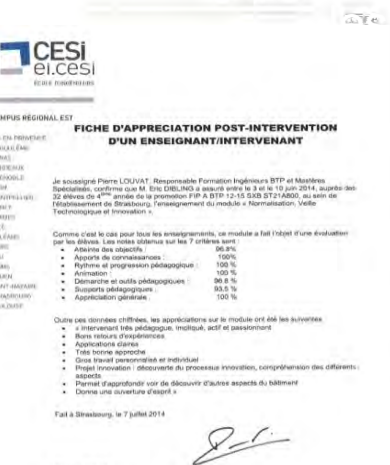 CESi
ei.cesi
CAMPUS RÉGIONAL EST
FICHE D'APPRECIATION POST-INTERVENTION
D'UN ENSEIGNANT/INTERVENANT
Je soussigné Pierre LOUVAT, Responsable Formation Ingénieurs BTP et Mastères
Spécialisés, confirme que M. Eric DIBLING a assuré entre le 3 et le 10 juin 2014, auprès des
32 élèves de 4ème année de la promotion FIP A BTP 12-15 SXB ST21A800, au sein de
l'établissement de Strasbourg, l'enseignement du module « Normalisation, Veille
Technologique et Innovation ».
Comme c'est le cas pour tous les enseignements, ce module a fait l'objet d'une évaluation
par les élèves. Les notes obtenus sur les 7 critères sont :
• Atteinte des objectifs : 96.8%
• Apports de connaissances : 100%
• Rythme et progression pédagogique : 100 %
• Animation : 100 %
• Démarche et outils pédagogiques : 96.8 %
• Supports pédagogiques : 93.5 %
• Appréciation générale : 100 %
Outre ces données chiffrées, les appréciations sur le module ont été les suivantes :
• « Intervenant très pédagogue, impliqué, actif et passionnant
• Bons retours d'expériences
• Applications claires
• Très bonne approche
• Gros travail personnalisé et individuel
• Projet innovation : découverte du processus innovation, compréhension des différents
aspects
• Permet d'approfondir voir de découvrir d'autres aspects du bâtiment
• Donne une ouverture d'esprit »
Fait à Strasbourg, le 7 juillet 2014